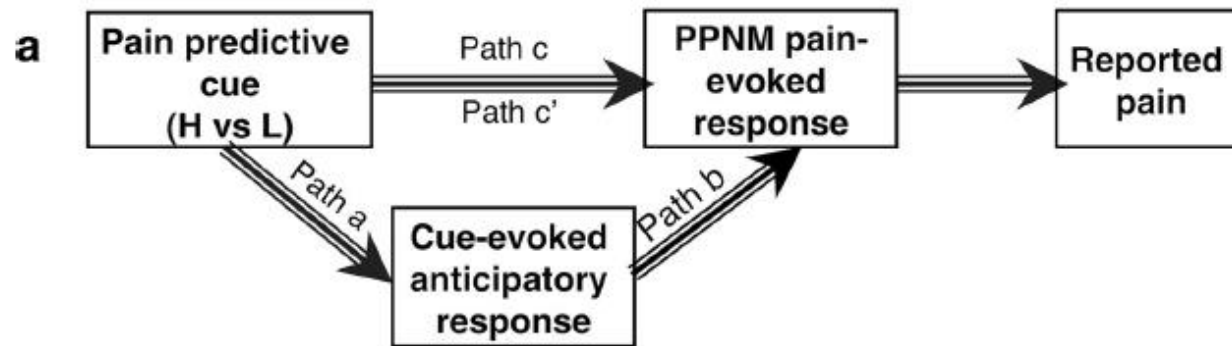 a
Pain predictive
cue
(H vs L)
Path c
Path c'
PPNM pain-
evoked
response
Reported
pain
Path a
Path b
Cue-evoked
anticipatory
response